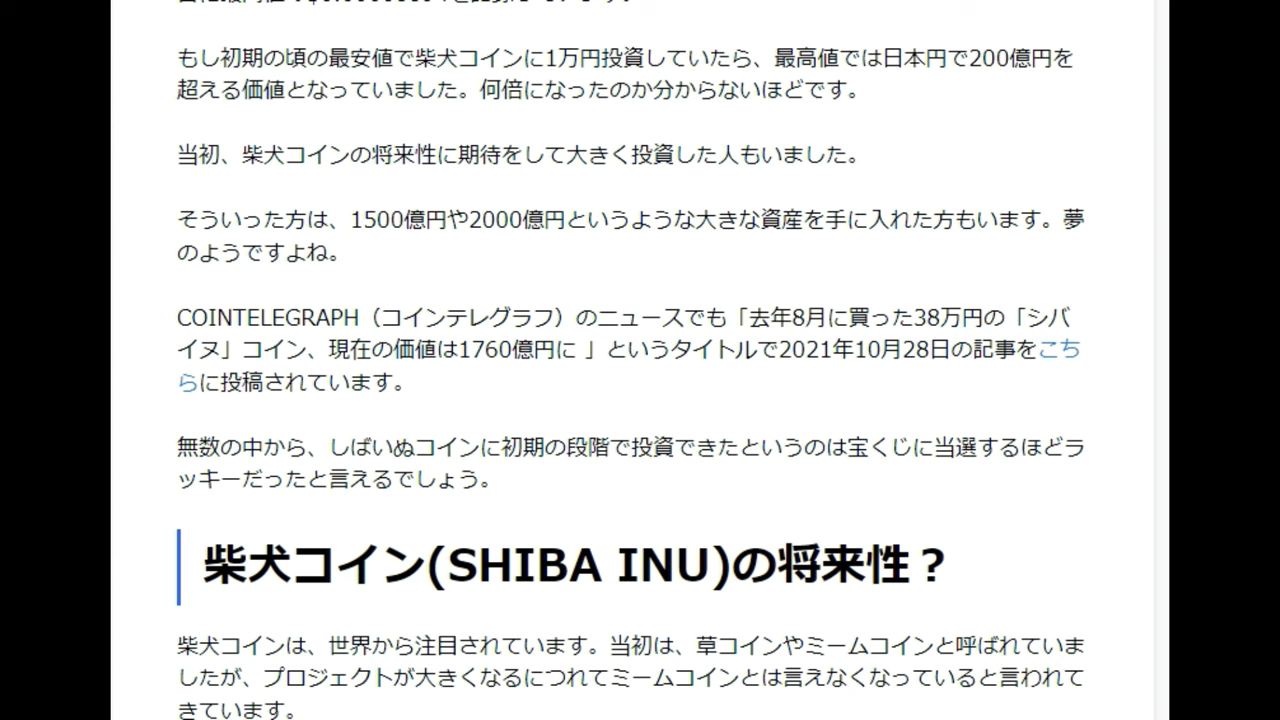 もし初期の頃の最安値で柴犬コインに1万円投資していたら、最高値では日本円で200億円を
超える価値となっていました。何倍になったのか分からないほどです。
当初、柴犬コインの将来性に期待をして大きく投資した人もいました。
そういった方は、1500億円や2000億円というような大きな資産を手に入れた方もいます。夢
のようですよね。
COINTELEGRAPH（コインテレグラフ）のニュースでも「去年8月に買った38万円の「シバ
イヌ」コイン、現在の価値は1760億円に 」というタイトルで2021年10月28日の記事をこち
らに投稿されています。
無数の中から、しばいぬコインに初期の段階で投資できたというのは宝くじに当選するほどラ
ッキーだったと言えるでしょう。
柴犬コイン(SHIBA INU)の将来性？
柴犬コインは、世界から注目されています。当初は、草コインやミームコインと呼ばれていま
したが、プロジェクトが大きくなるにつれてミームコインとは言えなくなっていると言われて
きています。